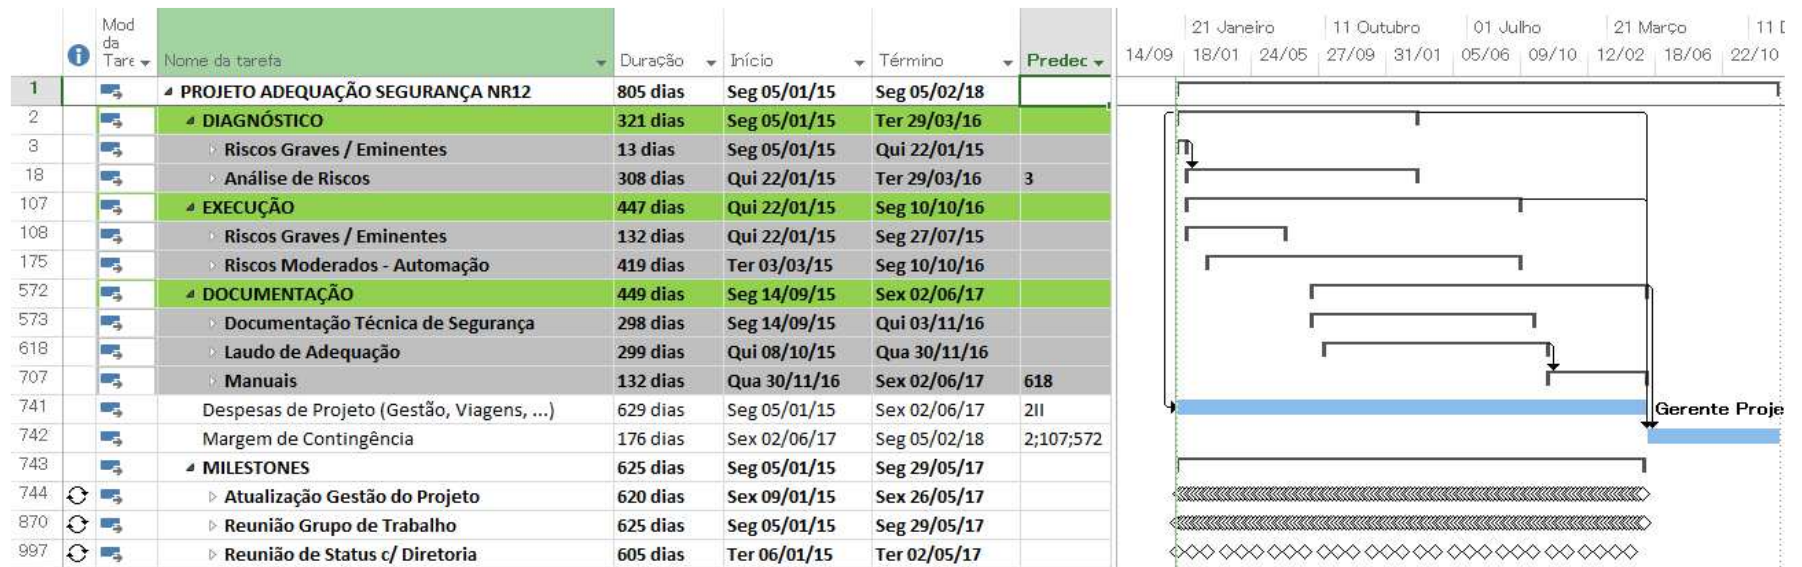 Mod da Tare Nome da tarefa Duração Início Término Predec
21 Janeiro 11 Outubro 01 Julho 21 Março 11 D
14/09 18/01 24/05 27/09 31/01 05/06 09/10 12/02 18/06 22/10
1 PROJETO ADEQUAÇÃO SEGURANÇA NR12 805 dias Seg 05/01/15 Seg 05/02/18
2 DIAGNÓSTICO 321 dias Seg 05/01/15 Ter 29/03/16
3 Riscos Graves / Eminentes 13 dias Seg 05/01/15 Qui 22/01/15
18 Análise de Riscos 308 dias Qui 22/01/15 Ter 29/03/16 3
107 EXECUÇÃO 447 dias Qui 22/01/15 Seg 10/10/16
108 Riscos Graves / Eminentes 132 dias Qui 22/01/15 Seg 27/07/15
175 Riscos Moderados - Automação 419 dias Ter 03/03/15 Seg 10/10/16
572 DOCUMENTAÇÃO 449 dias Seg 14/09/15 Sex 02/06/17
573 Documentação Técnica de Segurança 298 dias Seg 14/09/15 Qui 03/11/16
618 Laudo de Adequação 299 dias Qui 08/10/15 Qua 30/11/16
707 Manuais 132 dias Qua 30/11/16 Sex 02/06/17 618
741 Despesas de Projeto (Gestão, Viagens, ...) 629 dias Seg 05/01/15 Sex 02/06/17 2II Gerente Proje
742 Margem de Contingência 176 dias Sex 02/06/17 Seg 05/02/18 2;107;572
743 MILESTONES 625 dias Seg 05/01/15 Seg 29/05/17
744 Atualização Gestão do Projeto 620 dias Sex 09/01/15 Sex 26/05/17
870 Reunião Grupo de Trabalho 625 dias Seg 05/01/15 Seg 29/05/17
997 Reunião de Status c/ Diretoria 605 dias Ter 06/01/15 Ter 02/05/17